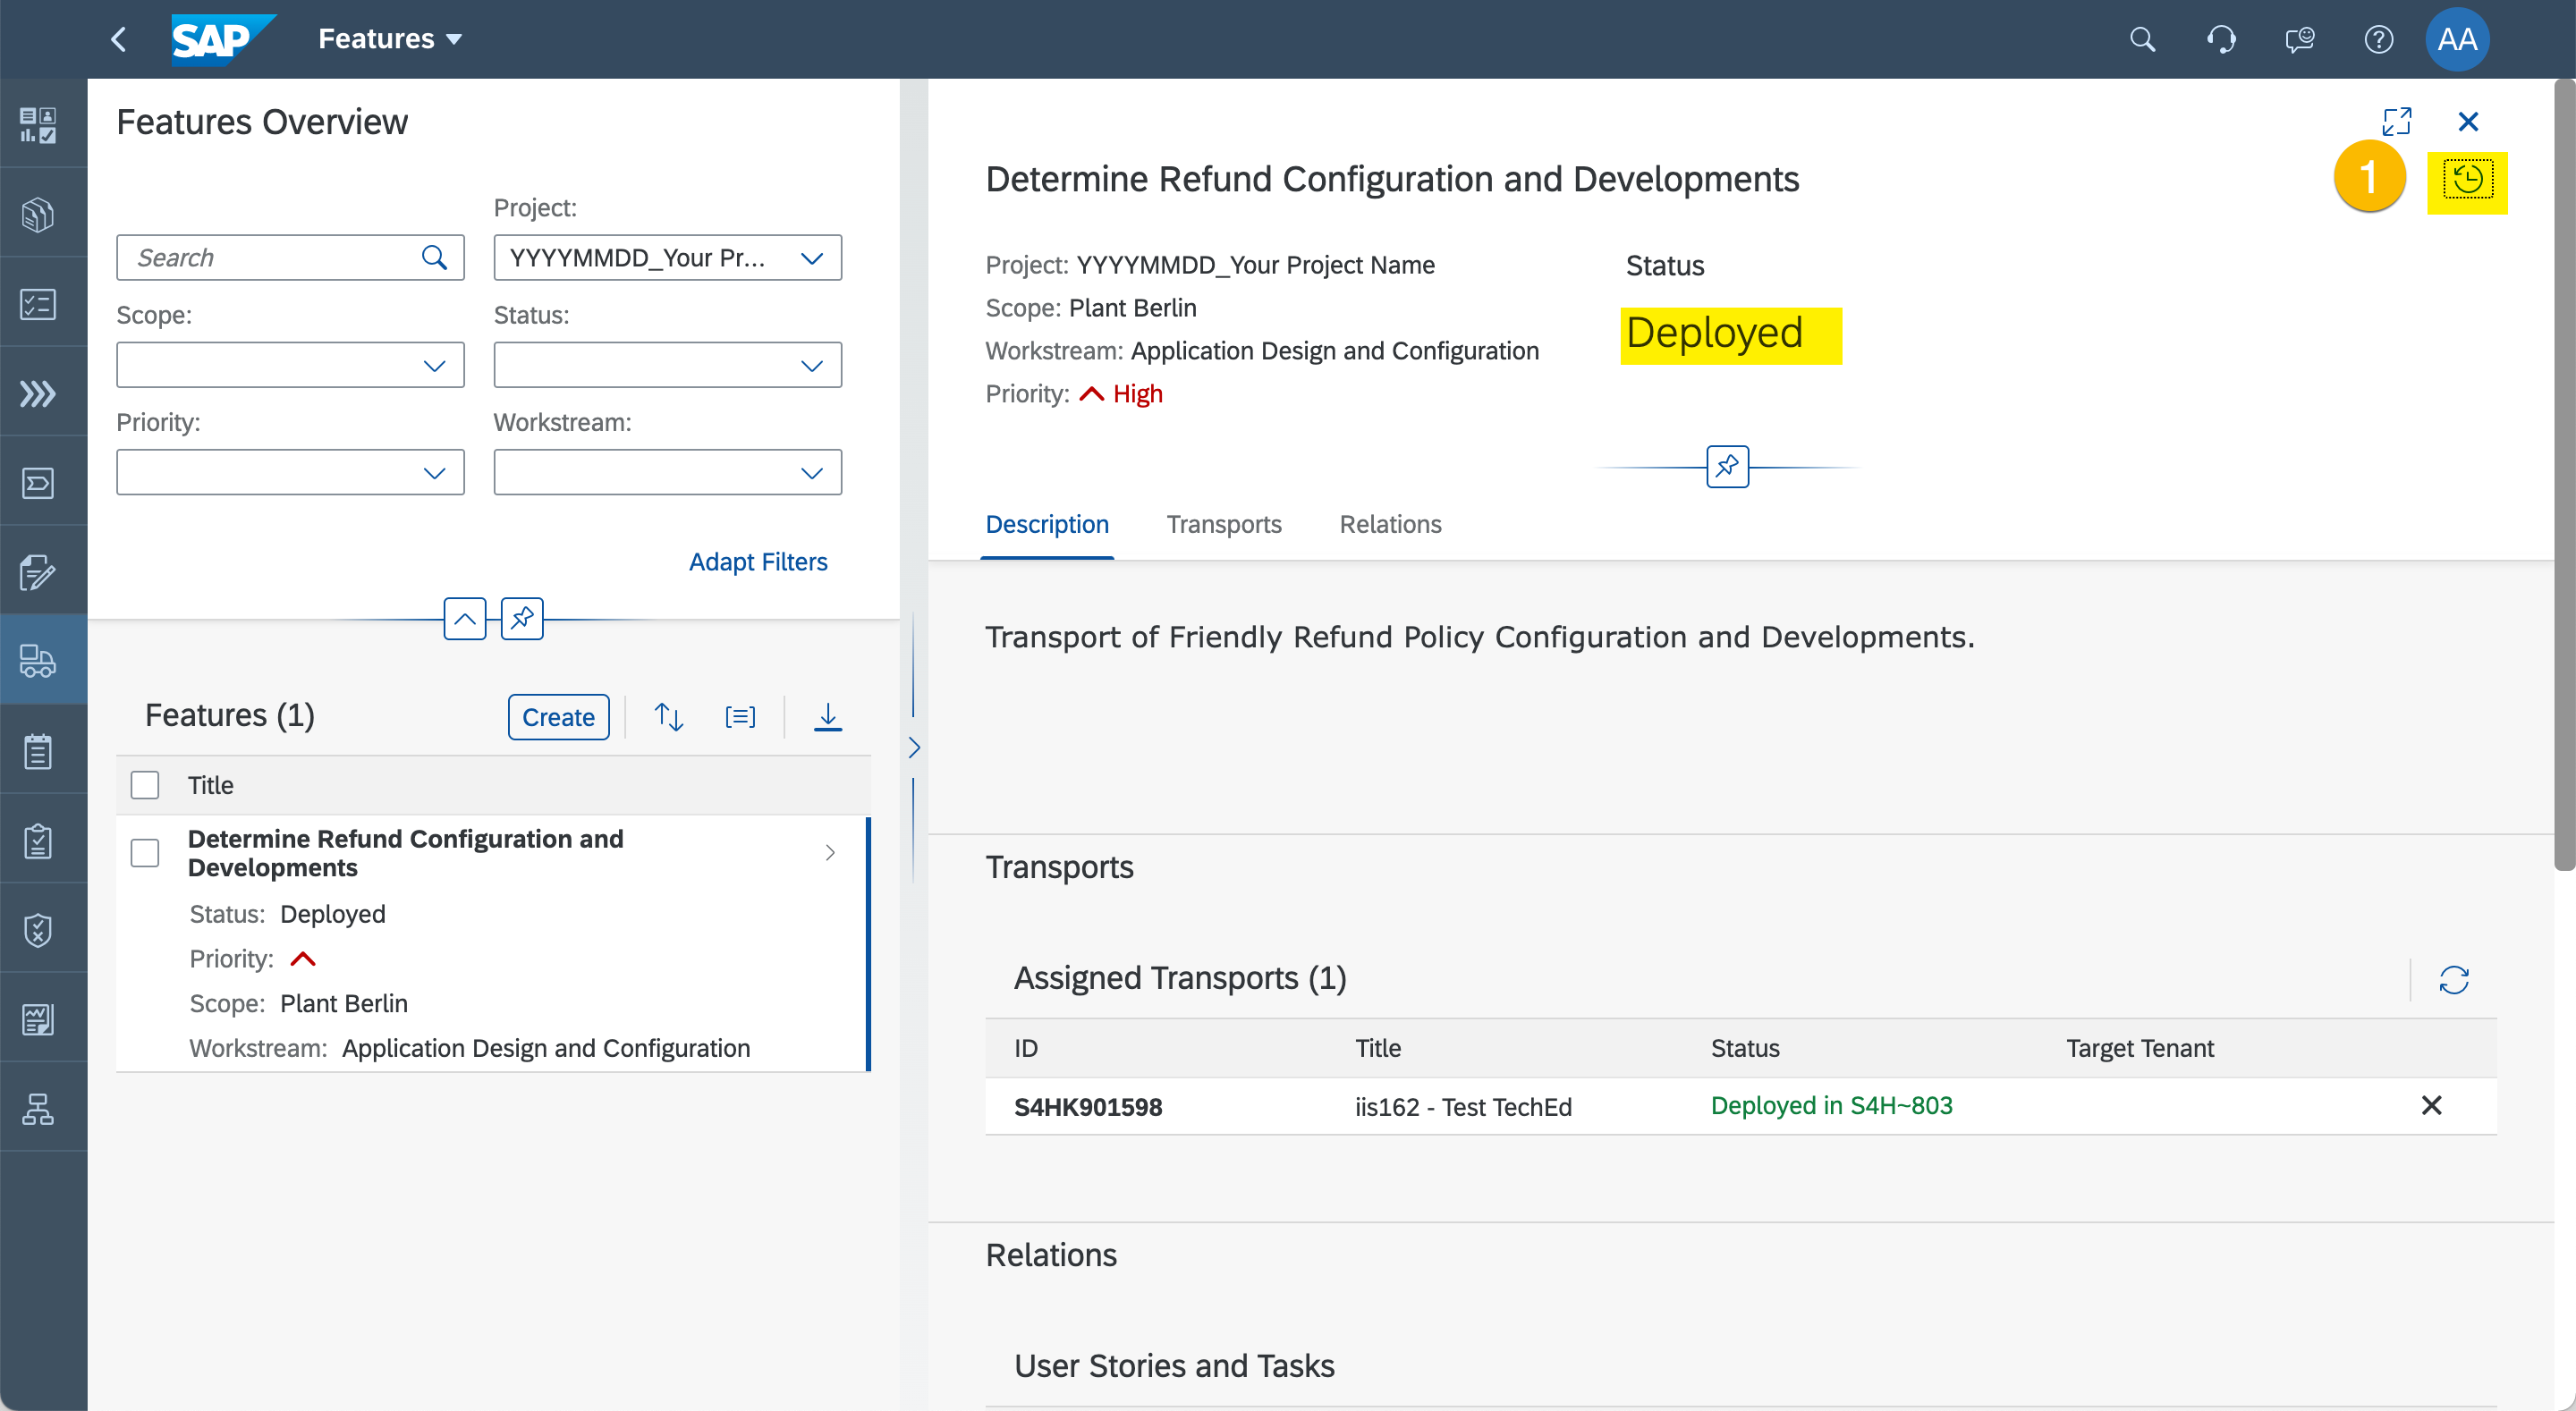 SAP
Features
AA
Features Overview
Project:
Search
YYYYMMDD_Your Pr...
Scope:
Status:
Priority:
Workstream:
Adapt Filters
Features (1)
Create
Title
Determine Refund Configuration and
Developments
Status: Deployed
Priority:
Scope: Plant Berlin
Workstream: Application Design and Configuration
1
Determine Refund Configuration and Developments
Project: YYYYMMDD_Your Project Name
Scope: Plant Berlin
Workstream: Application Design and Configuration
Priority: High
Status
Deployed
Description Transports Relations
Transport of Friendly Refund Policy Configuration and Developments.
Transports
Assigned Transports (1)
ID Title Status Target Tenant
S4HK901598 iis162 - Test TechEd Deployed in S4H~803
Relations
User Stories and Tasks